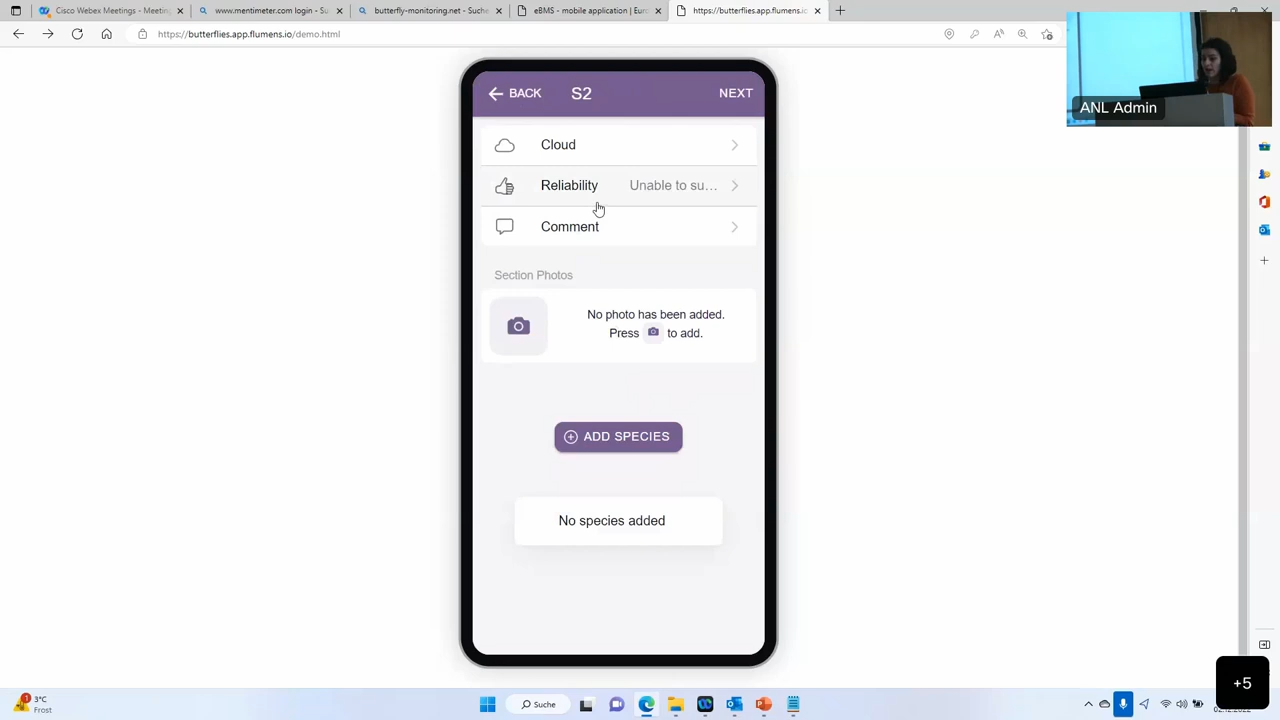 Cisco Webex Meetings - Meeting
www.mentimeter.com login - Su
butterfly-monitoring.net - Suche
eBMS - mobile application | Euro
https://butterflies.app.flumens.io
https://butterflies.app.flumens.io/demo.html
ANL Admin
BACK S2 NEXT
Cloud
Reliability Unable to su...
Comment
Section Photos
No photo has been added.
Press to add.
ADD SPECIES
No species added
+5
1
3°C
Frost
Suche